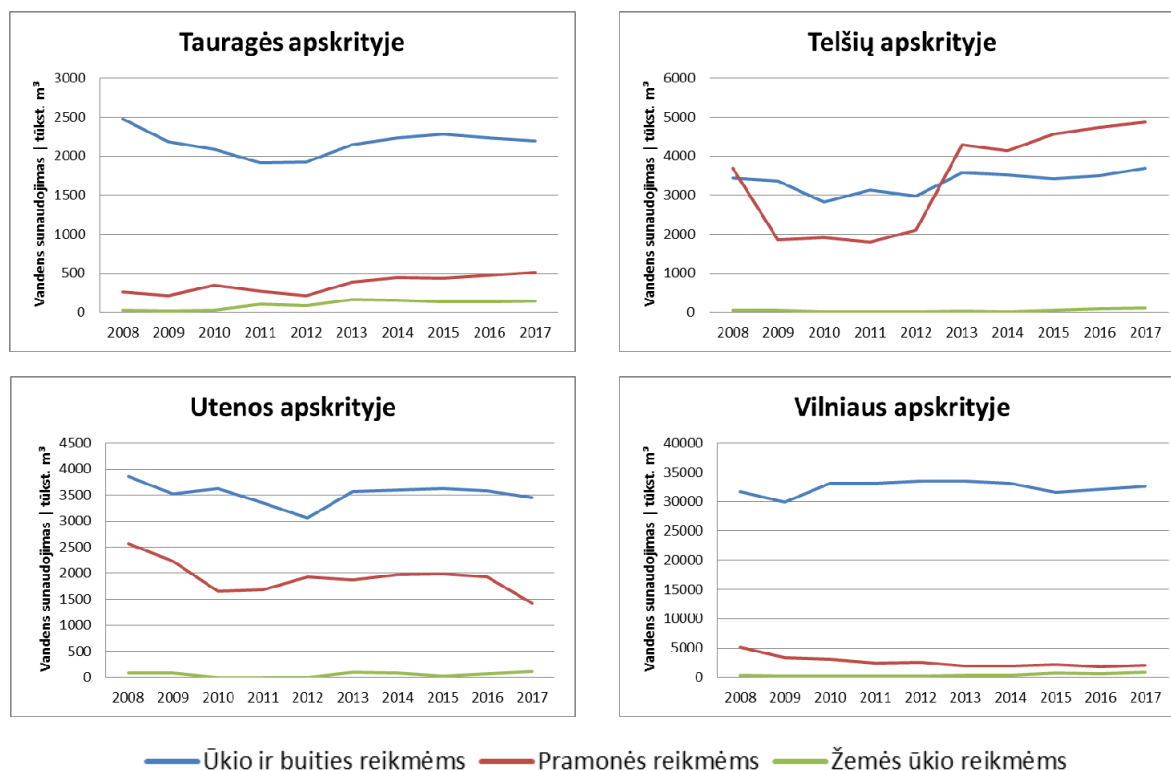 Tauragės apskrityje
Vandens sunaudojimas | tūkst. m³
3000
2500
2000
1500
1000
500
0
2008 2009 2010 2011 2012 2013 2014 2015 2016 2017
Telšių apskrityje
Vandens sunaudojimas | tūkst. m³
6000
5000
4000
3000
2000
1000
0
2008 2009 2010 2011 2012 2013 2014 2015 2016 2017
Utenos apskrityje
Vandens sunaudojimas | tūkst. m³
4500
4000
3500
3000
2500
2000
1500
1000
500
0
2008 2009 2010 2011 2012 2013 2014 2015 2016 2017
Vilniaus apskrityje
Vandens sunaudojimas | tūkst. m³
40000
35000
30000
25000
20000
15000
10000
5000
0
2008 2009 2010 2011 2012 2013 2014 2015 2016 2017
Ūkio ir buities reikmėms Pramonės reikmėms Žemės ūkio reikmėms